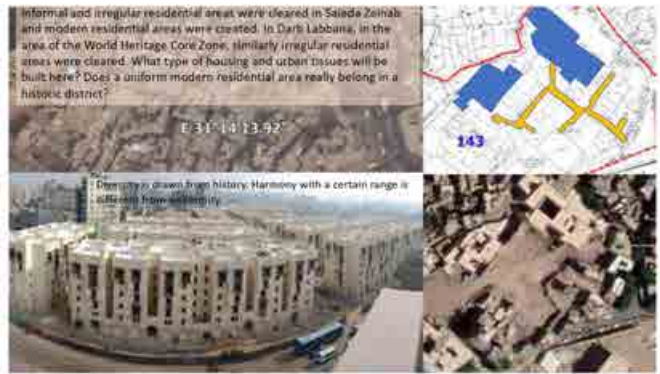 Informal and irregular residential areas were cleared in Saieda Zeinab
and modern residential areas were created. In Darb Labbana, in the
area of the World Heritage Core Zone, similarly irregular residential
areas were cleared. What type of housing and urban tissues will be
built here? Does a uniform modern residential area really belong in a
historic district?
E 31°14'13.92"
143
Diversity is drawn from history. Harmony with a certain range is
different from uniformity.